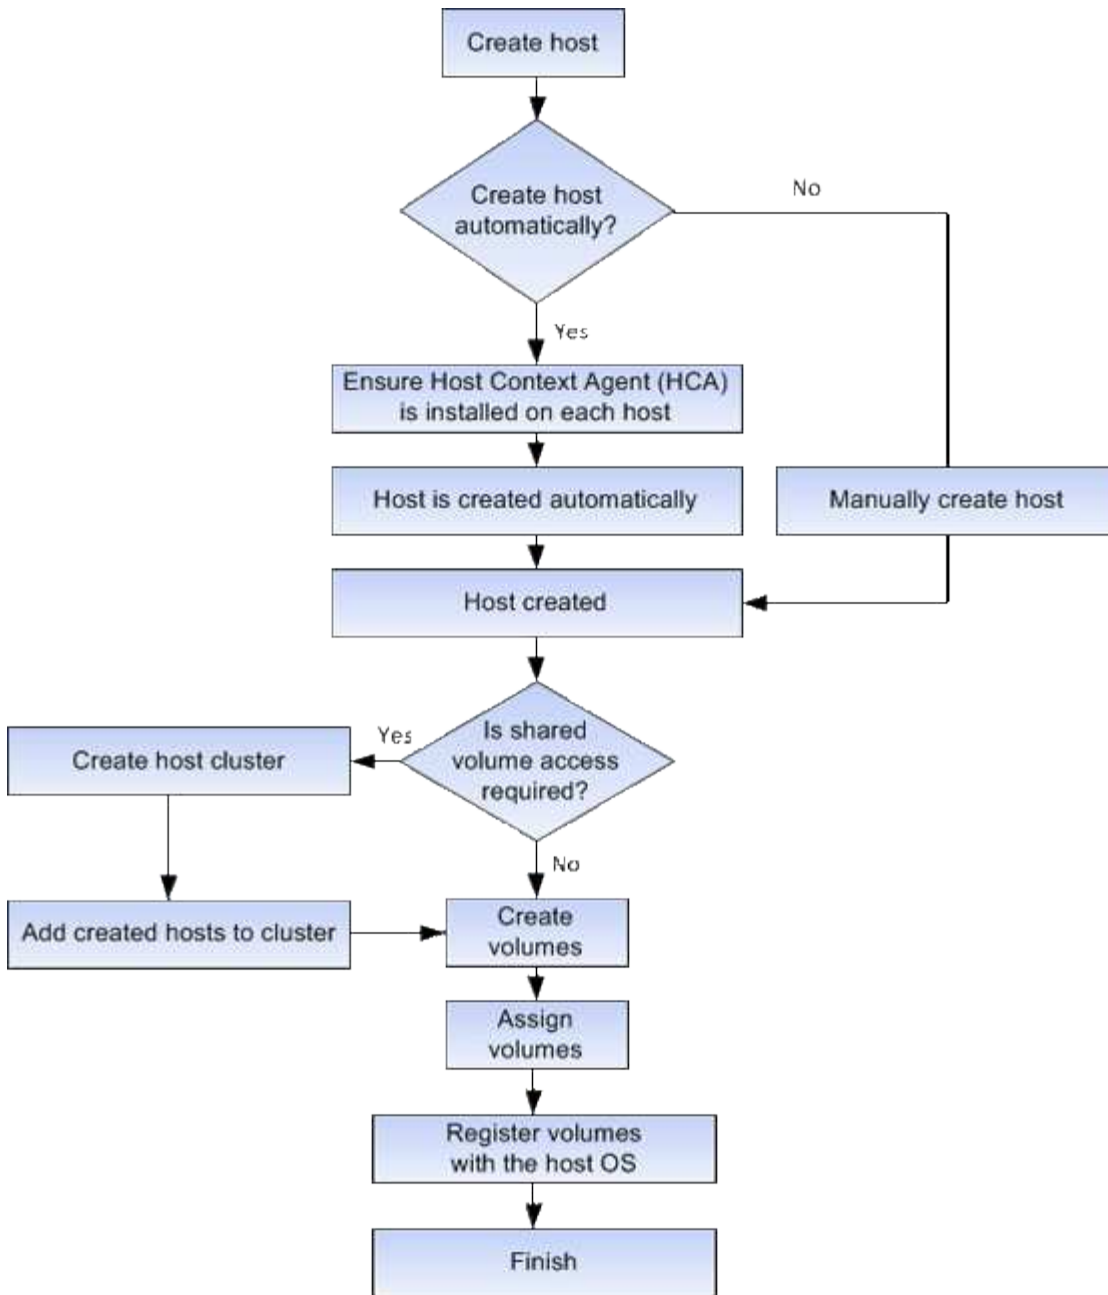 Create host
Create host
automatically?
No
Yes
Ensure Host Context Agent (HCA)
is installed on each host
Host is created automatically
Manually create host
Host created
Is shared
volume access
required?
Yes
Create host cluster
No
Add created hosts to cluster
Create
volumes
Assign
volumes
Register volumes
with the host OS
Finish